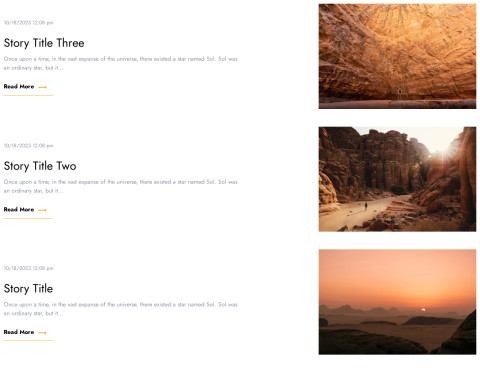 10/18/2023 12:08 pm
Story Title Three
Once upon a time, in the vast expanse of the universe, there existed a star named Sol. Sol was
an ordinary star, but it...
Read More
10/18/2023 12:08 pm
Story Title Two
Once upon a time, in the vast expanse of the universe, there existed a star named Sol. Sol was
an ordinary star, but it...
Read More
10/18/2023 12:08 pm
Story Title
Once upon a time, in the vast expanse of the universe, there existed a star named Sol. Sol was
an ordinary star, but it...
Read More